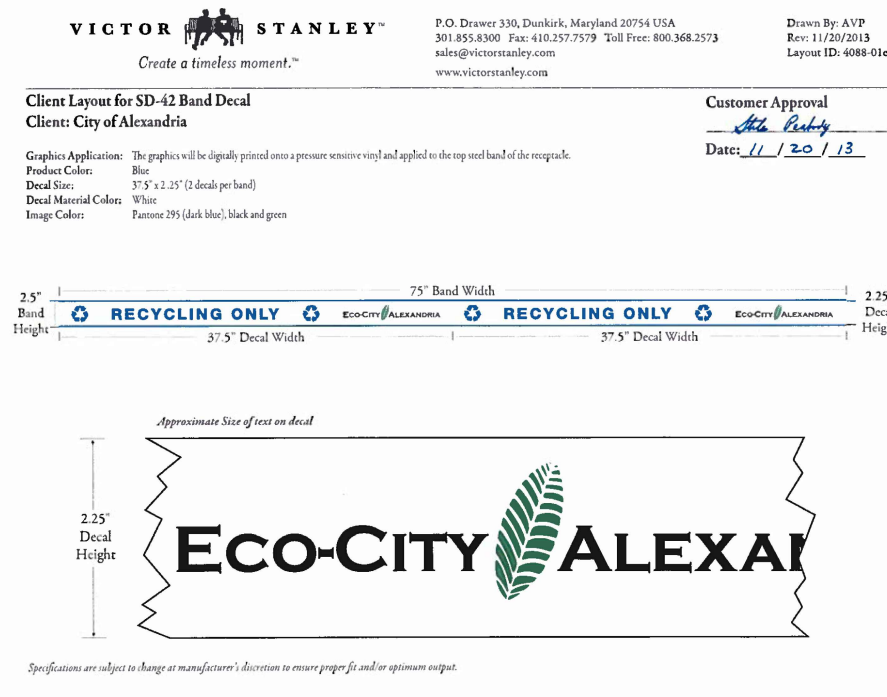 VICTOR STANLEY™
Create a timeless moment.™
P.O. Drawer 330, Dunkirk, Maryland 20754 USA
301.855.8300 Fax: 410.257.7579 Toll Free: 800.368.2573
sales@victorstanley.com
www.victorstanley.com
Drawn By: AVP
Rev: 11/20/2013
Layout ID: 4088-01e
Client Layout for SD-42 Band Decal
Client: City of Alexandria
Customer Approval
Date: 11 / 20 / 13
Graphics Application: The graphics will be digitally printed onto a pressure sensitive vinyl and applied to the top steel band of the receptacle.
Product Color: Blue
Decal Size: 37.5" x 2.25" (2 decals per band)
Decal Material Color: White
Image Color: Pantone 295 (dark blue), black and green
75" Band Width
2.5"
Band
Height
RECYCLING ONLY ECO-CITY ALEXANDRIA RECYCLING ONLY ECO-CITY ALEXANDRIA
2.25
Deca
Heig
37.5" Decal Width 37.5" Decal Width
Approximate Size of text on decal
2.25"
Decal
Height
ECO-CITY ALEXAN
Specifications are subject to change at manufacturer's discretion to ensure proper fit and/or optimum output.